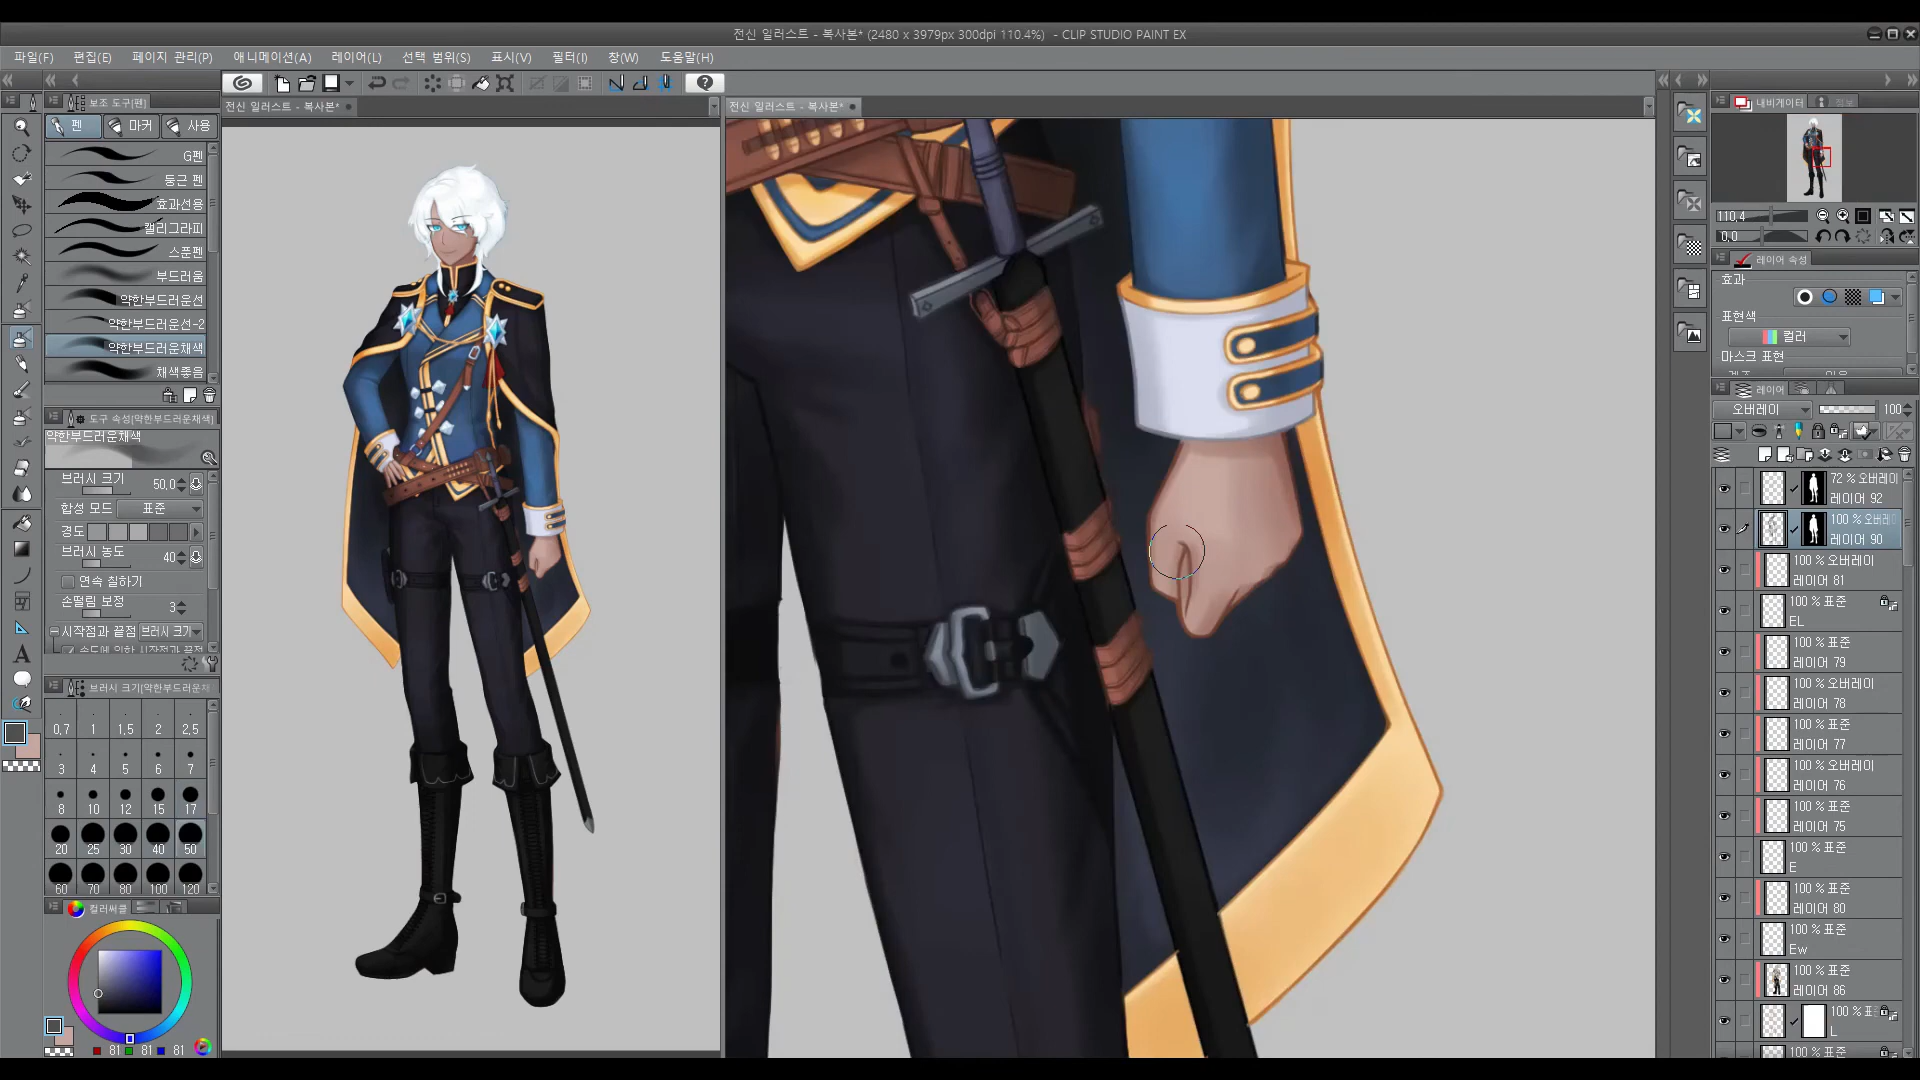 전신 일러스트 - 복사본* (2480 x 3979px 300dpi 110.4%) - CLIP STUDIO PAINT EX
파일(F) 편집(E) 페이지 관리(P) 애니메이션(A) 레이어(L) 선택 범위(S) 표시(V) 필터(I) 창(W) 도움말(H)
보조 도구[펜]
펜 마커 사용
G펜
둥근 펜
효과선용
캘리그라피
스푼펜
부드러움
약한부드러운선
약한부드러운선-2
약한부드러운채색
채색좋음
도구 속성[약한부드러운채색]
약한부드러운채색
브러시 크기 50.0
합성 모드 표준
경도
브러시 농도 40
연속 칠하기
손떨림 보정 3
시작점과 끝점 브러시 크기
속도에 의한 시작점과 끝점
브러시 크기[약한부드러운채
0.7 1 1.5 2 2.5
3 4 5 6 7
8 10 12 15 17
20 25 30 40 50
60 70 80 100 120
컬러써클
81 81 81
전신 일러스트 - 복사본*
전신 일러스트 - 복사본*
내비게이터 정보
110.4
0.0
레이어 속성
효과
표현색
컬러
마스크 표현
레이어
오버레이 100
72 % 오버레이
레이어 92
100 % 오버레이
레이어 90
100 % 오버레이
레이어 81
100 % 표준
EL
100 % 표준
레이어 79
100 % 오버레이
레이어 78
100 % 표준
레이어 77
100 % 오버레이
레이어 76
100 % 표준
레이어 75
100 % 표준
E
100 % 표준
레이어 80
100 % 표준
Ew
100 % 표준
레이어 86
100 % 표준
L
100 % 표준